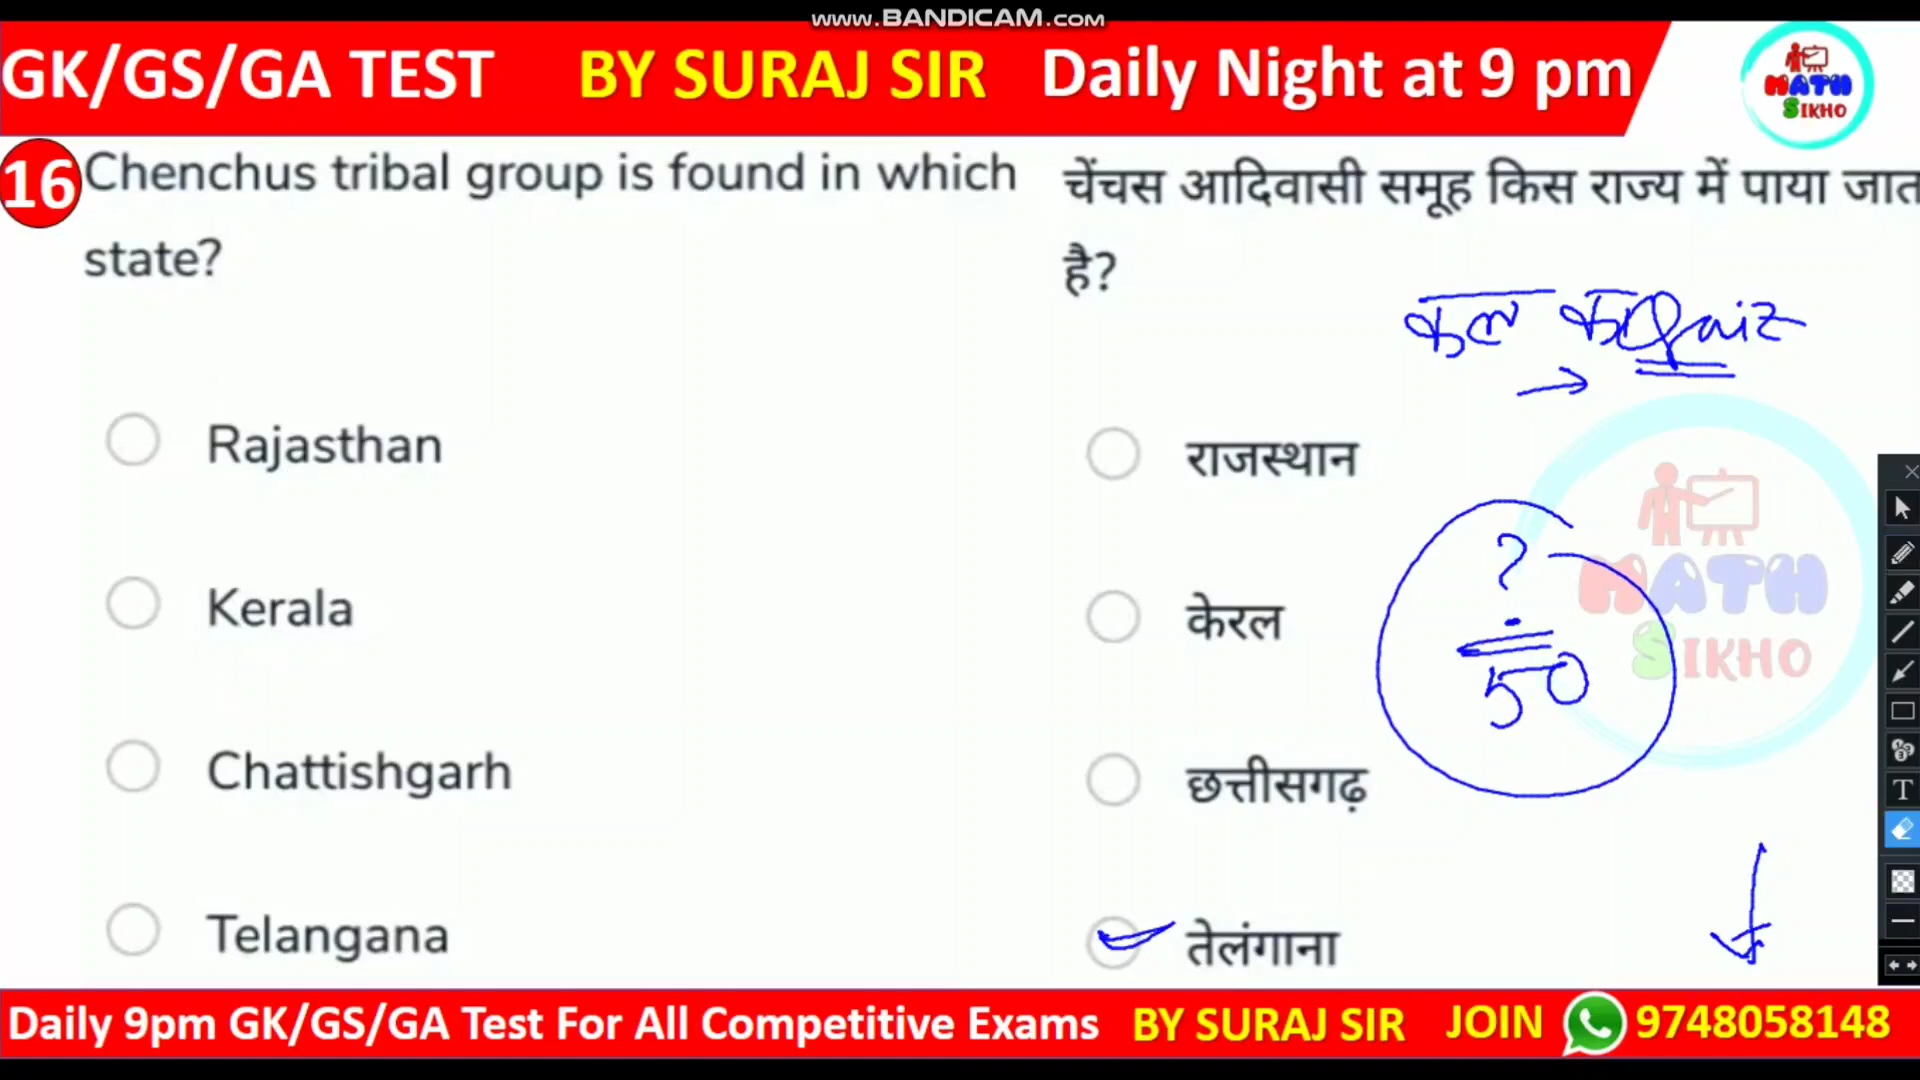 www.BANDICAM.com
GK/GS/GA TEST BY SURAJ SIR Daily Night at 9 pm
MATH
SIKHO
16
Chenchus tribal group is found in which
state?
Rajasthan
Kerala
Chattishgarh
Telangana
चेंचस आदिवासी समूह किस राज्य में पाया जात
है?
कल का Quiz
राजस्थान
केरल
छत्तीसगढ़
तेलंगाना
?
50
MATH
SIKHO
T
Daily 9pm GK/GS/GA Test For All Competitive Exams BY SURAJ SIR JOIN 9748058148